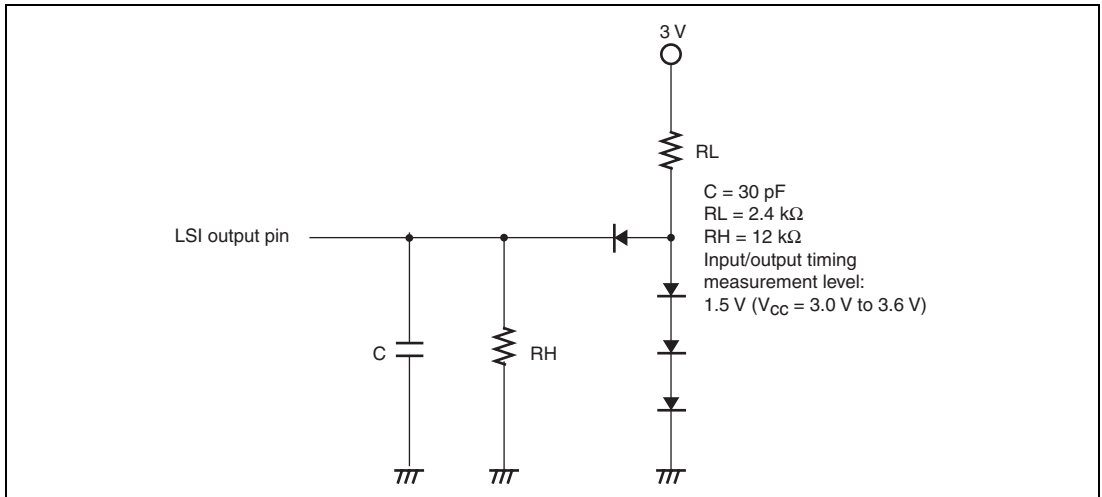 3 V
RL
C = 30 pF
RL = 2.4 kΩ
RH = 12 kΩ
Input/output timing
measurement level:
1.5 V (VCC = 3.0 V to 3.6 V)
LSI output pin
C
RH